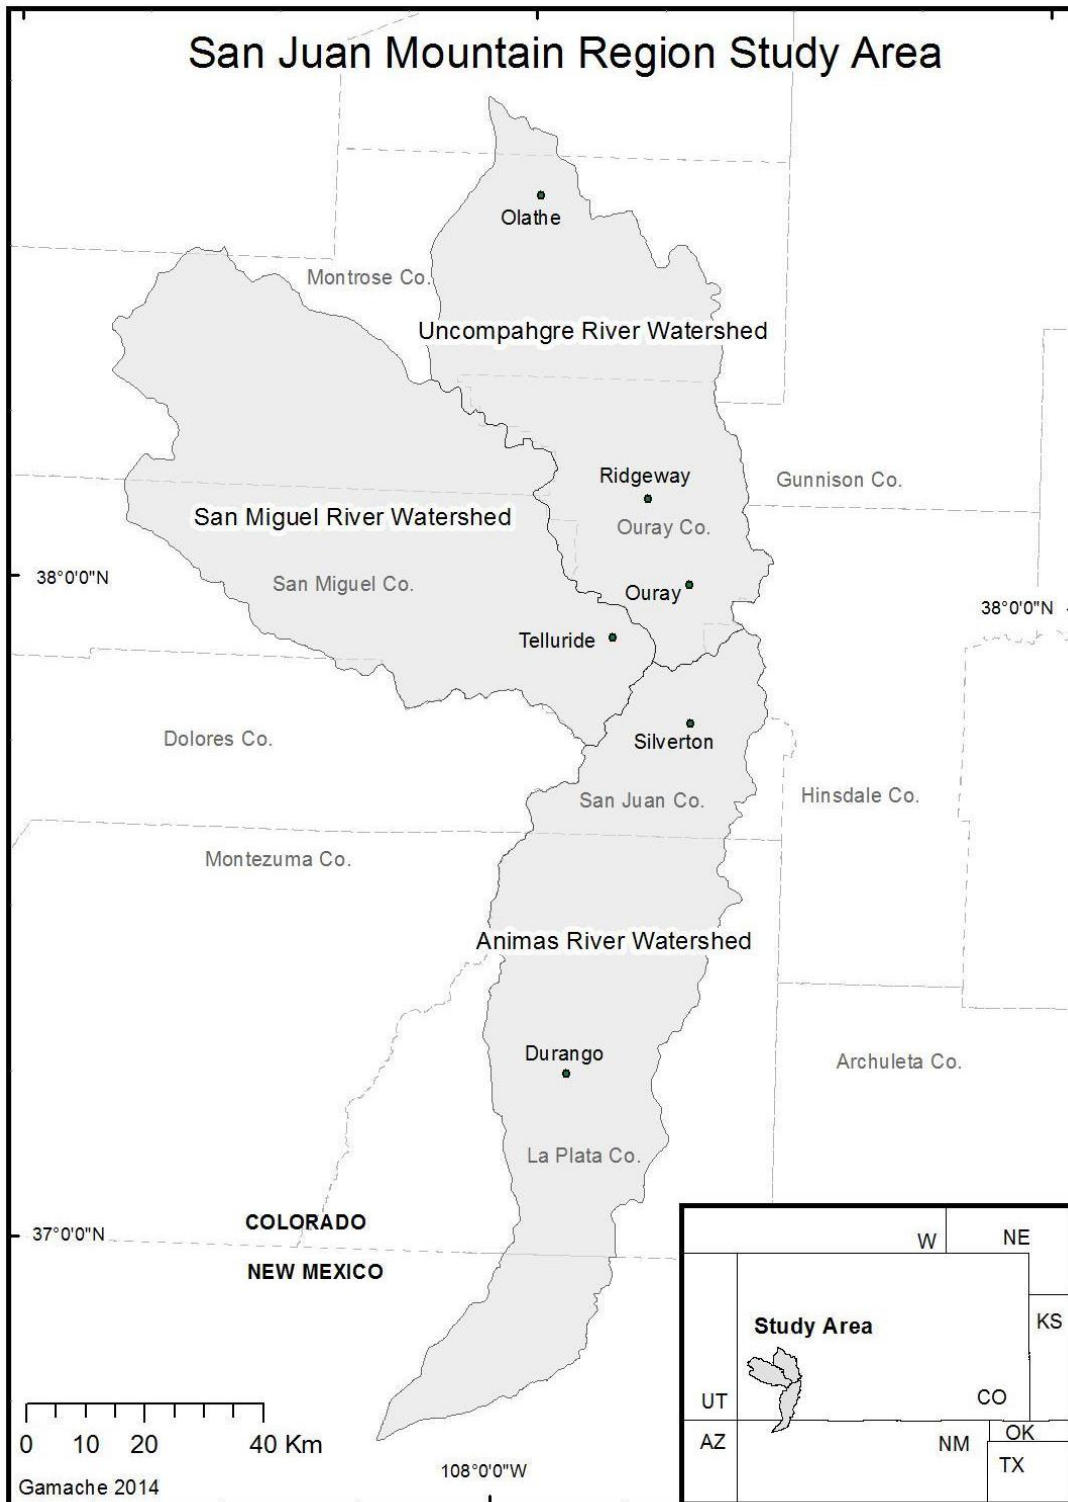 San Juan Mountain Region Study Area
Olathe
Montrose Co.
Uncompahgre River Watershed
Ridgeway
Gunnison Co.
San Miguel River Watershed
Ouray Co.
38°0'0"N
San Miguel Co.
Ouray
38°0'0"N
Telluride
Dolores Co.
Silverton
San Juan Co.
Hinsdale Co.
Montezuma Co.
Animas River Watershed
Durango
Archuleta Co.
La Plata Co.
COLORADO
37°0'0"N
NEW MEXICO
W
NE
KS
Study Area
UT
CO
AZ
NM
OK
TX
0 10 20 40 Km
108°0'0"W
Gamache 2014